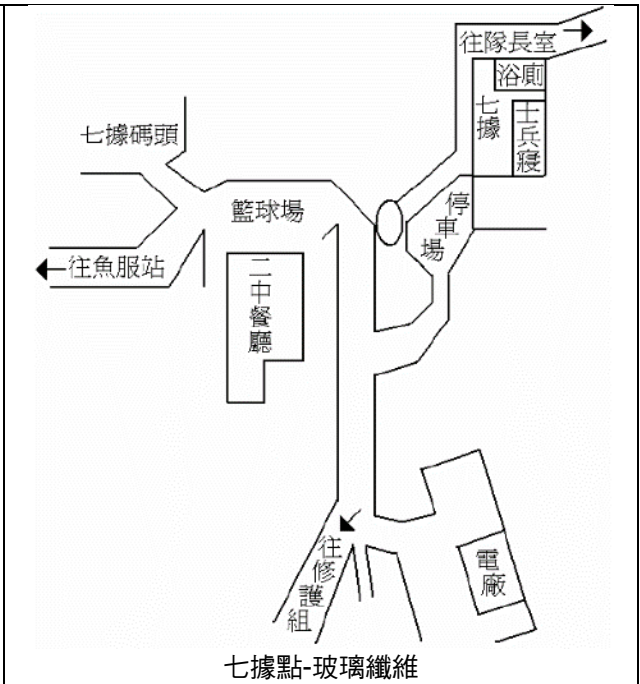 往隊長室
浴廁
七據
士兵寢
七據碼頭
停車場
籃球場
往魚服站
二中餐廳
往修護組
電廠
七據點-玻璃纖維